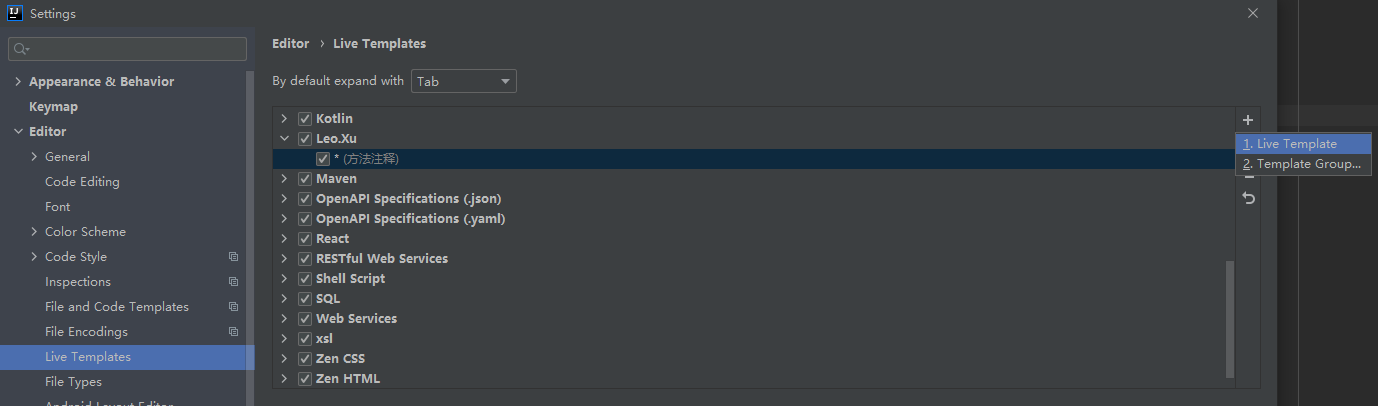 Settings
Appearance & Behavior
Keymap
Editor
General
Code Editing
Font
Color Scheme
Code Style
Inspections
File and Code Templates
File Encodings
Live Templates
File Types
Android Layout Editor
Editor › Live Templates
By default expand with Tab
Kotlin
Leo.Xu
* (方法注释)
Maven
OpenAPI Specifications (.json)
OpenAPI Specifications (.yaml)
React
RESTful Web Services
Shell Script
SQL
Web Services
xsl
Zen CSS
Zen HTML
1. Live Template
2. Template Group...